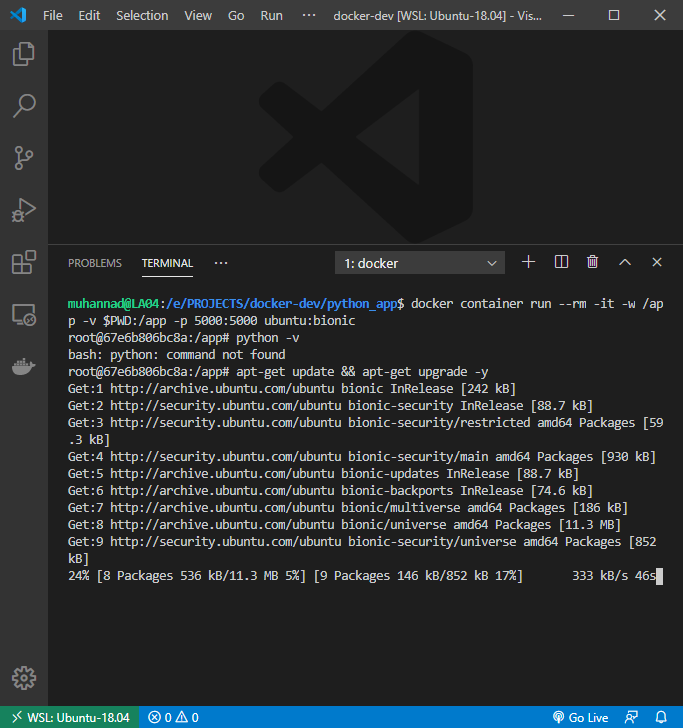 File Edit Selection View Go Run ··· docker-dev [WSL: Ubuntu-18.04] - Vis...
PROBLEMS TERMINAL ··· 1: docker
muhannad@LA04:/e/PROJECTS/docker-dev/python_app$ docker container run --rm -it -w /ap
p -v $PWD:/app -p 5000:5000 ubuntu:bionic
root@67e6b806bc8a:/app# python -v
bash: python: command not found
root@67e6b806bc8a:/app# apt-get update && apt-get upgrade -y
Get:1 http://archive.ubuntu.com/ubuntu bionic InRelease [242 kB]
Get:2 http://security.ubuntu.com/ubuntu bionic-security InRelease [88.7 kB]
Get:3 http://security.ubuntu.com/ubuntu bionic-security/restricted amd64 Packages [59
.3 kB]
Get:4 http://security.ubuntu.com/ubuntu bionic-security/main amd64 Packages [930 kB]
Get:5 http://archive.ubuntu.com/ubuntu bionic-updates InRelease [88.7 kB]
Get:6 http://archive.ubuntu.com/ubuntu bionic-backports InRelease [74.6 kB]
Get:7 http://archive.ubuntu.com/ubuntu bionic/multiverse amd64 Packages [186 kB]
Get:8 http://archive.ubuntu.com/ubuntu bionic/universe amd64 Packages [11.3 MB]
Get:9 http://security.ubuntu.com/ubuntu bionic-security/universe amd64 Packages [852
kB]
24% [8 Packages 536 kB/11.3 MB 5%] [9 Packages 146 kB/852 kB 17%] 333 kB/s 46s
WSL: Ubuntu-18.04 0 0 Go Live